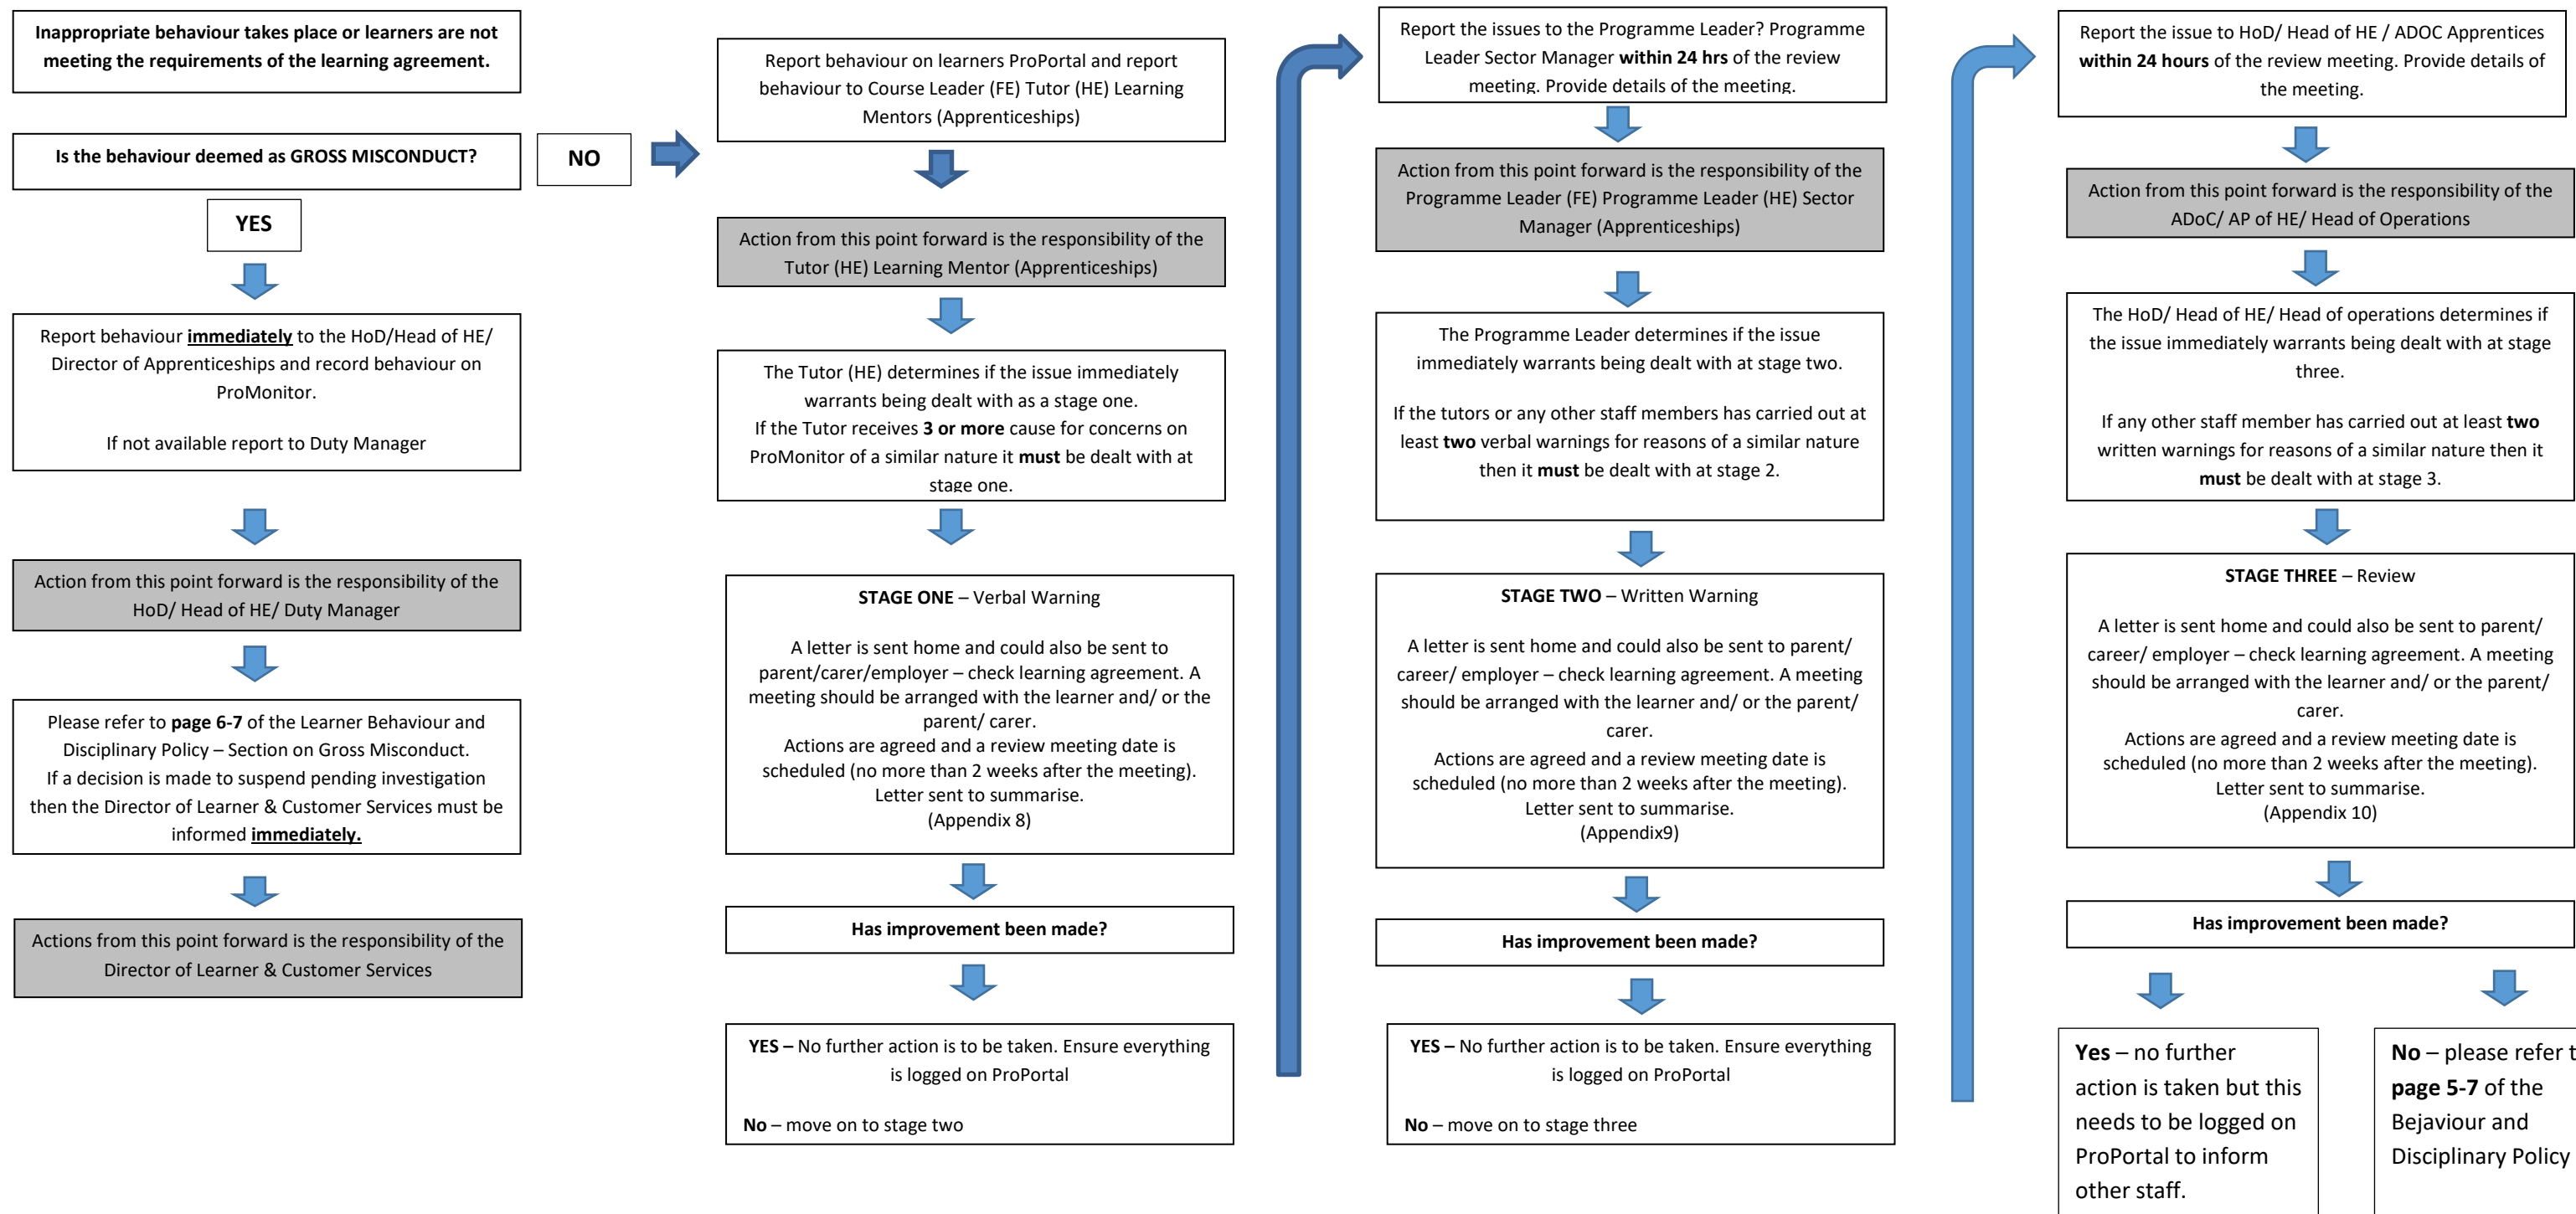 Inappropriate behaviour takes place or learners are not
meeting the requirements of the learning agreement.
Is the behaviour deemed as GROSS MISCONDUCT?
NO
YES
Report behaviour immediately to the HoD/Head of HE/
Director of Apprenticeships and record behaviour on
ProMonitor.
If not available report to Duty Manager
Action from this point forward is the responsibility of the
HoD/ Head of HE/ Duty Manager
Please refer to page 6-7 of the Learner Behaviour and
Disciplinary Policy – Section on Gross Misconduct.
If a decision is made to suspend pending investigation
then the Director of Learner & Customer Services must be
informed immediately.
Actions from this point forward is the responsibility of the
Director of Learner & Customer Services
Report behaviour on learners ProPortal and report
behaviour to Course Leader (FE) Tutor (HE) Learning
Mentors (Apprenticeships)
Action from this point forward is the responsibility of the
Tutor (HE) Learning Mentor (Apprenticeships)
The Tutor (HE) determines if the issue immediately
warrants being dealt with as a stage one.
If the Tutor receives 3 or more cause for concerns on
ProMonitor of a similar nature it must be dealt with at
stage one.
STAGE ONE – Verbal Warning
A letter is sent home and could also be sent to
parent/carer/employer – check learning agreement. A
meeting should be arranged with the learner and/ or the
parent/ carer.
Actions are agreed and a review meeting date is
scheduled (no more than 2 weeks after the meeting).
Letter sent to summarise.
(Appendix 8)
Has improvement been made?
YES – No further action is to be taken. Ensure everything
is logged on ProPortal
No – move on to stage two
Report the issues to the Programme Leader? Programme
Leader Sector Manager within 24 hrs of the review
meeting. Provide details of the meeting.
Action from this point forward is the responsibility of the
Programme Leader (FE) Programme Leader (HE) Sector
Manager (Apprenticeships)
The Programme Leader determines if the issue
immediately warrants being dealt with at stage two.
If the tutors or any other staff members has carried out at
least two verbal warnings for reasons of a similar nature
then it must be dealt with at stage 2.
STAGE TWO – Written Warning
A letter is sent home and could also be sent to parent/
career/ employer – check learning agreement. A meeting
should be arranged with the learner and/ or the parent/
carer.
Actions are agreed and a review meeting date is
scheduled (no more than 2 weeks after the meeting).
Letter sent to summarise.
(Appendix9)
Has improvement been made?
YES – No further action is to be taken. Ensure everything
is logged on ProPortal
No – move on to stage three
Report the issue to HoD/ Head of HE / ADOC Apprentices
within 24 hours of the review meeting. Provide details of
the meeting.
Action from this point forward is the responsibility of the
ADoC/ AP of HE/ Head of Operations
The HoD/ Head of HE/ Head of operations determines if
the issue immediately warrants being dealt with at stage
three.
If any other staff member has carried out at least two
written warnings for reasons of a similar nature then it
must be dealt with at stage 3.
STAGE THREE – Review
A letter is sent home and could also be sent to parent/
career/ employer – check learning agreement. A meeting
should be arranged with the learner and/ or the parent/
carer.
Actions are agreed and a review meeting date is
scheduled (no more than 2 weeks after the meeting).
Letter sent to summarise.
(Appendix 10)
Has improvement been made?
Yes – no further
action is taken but this
needs to be logged on
ProPortal to inform
other staff.
No – please refer t
page 5-7 of the
Bejaviour and
Disciplinary Policy